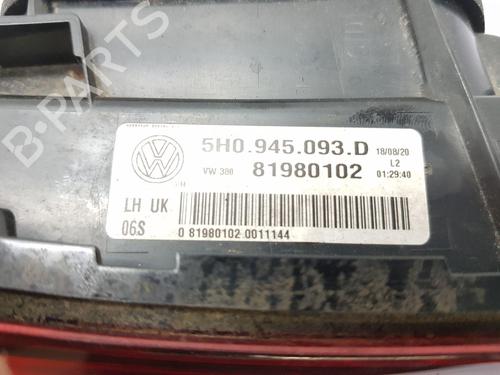 B-PARTS
5H0.945.093.D 18/08/20
VW 380 81980102 L2
01:29:40
LH UK
06S 0 81980102 0011144